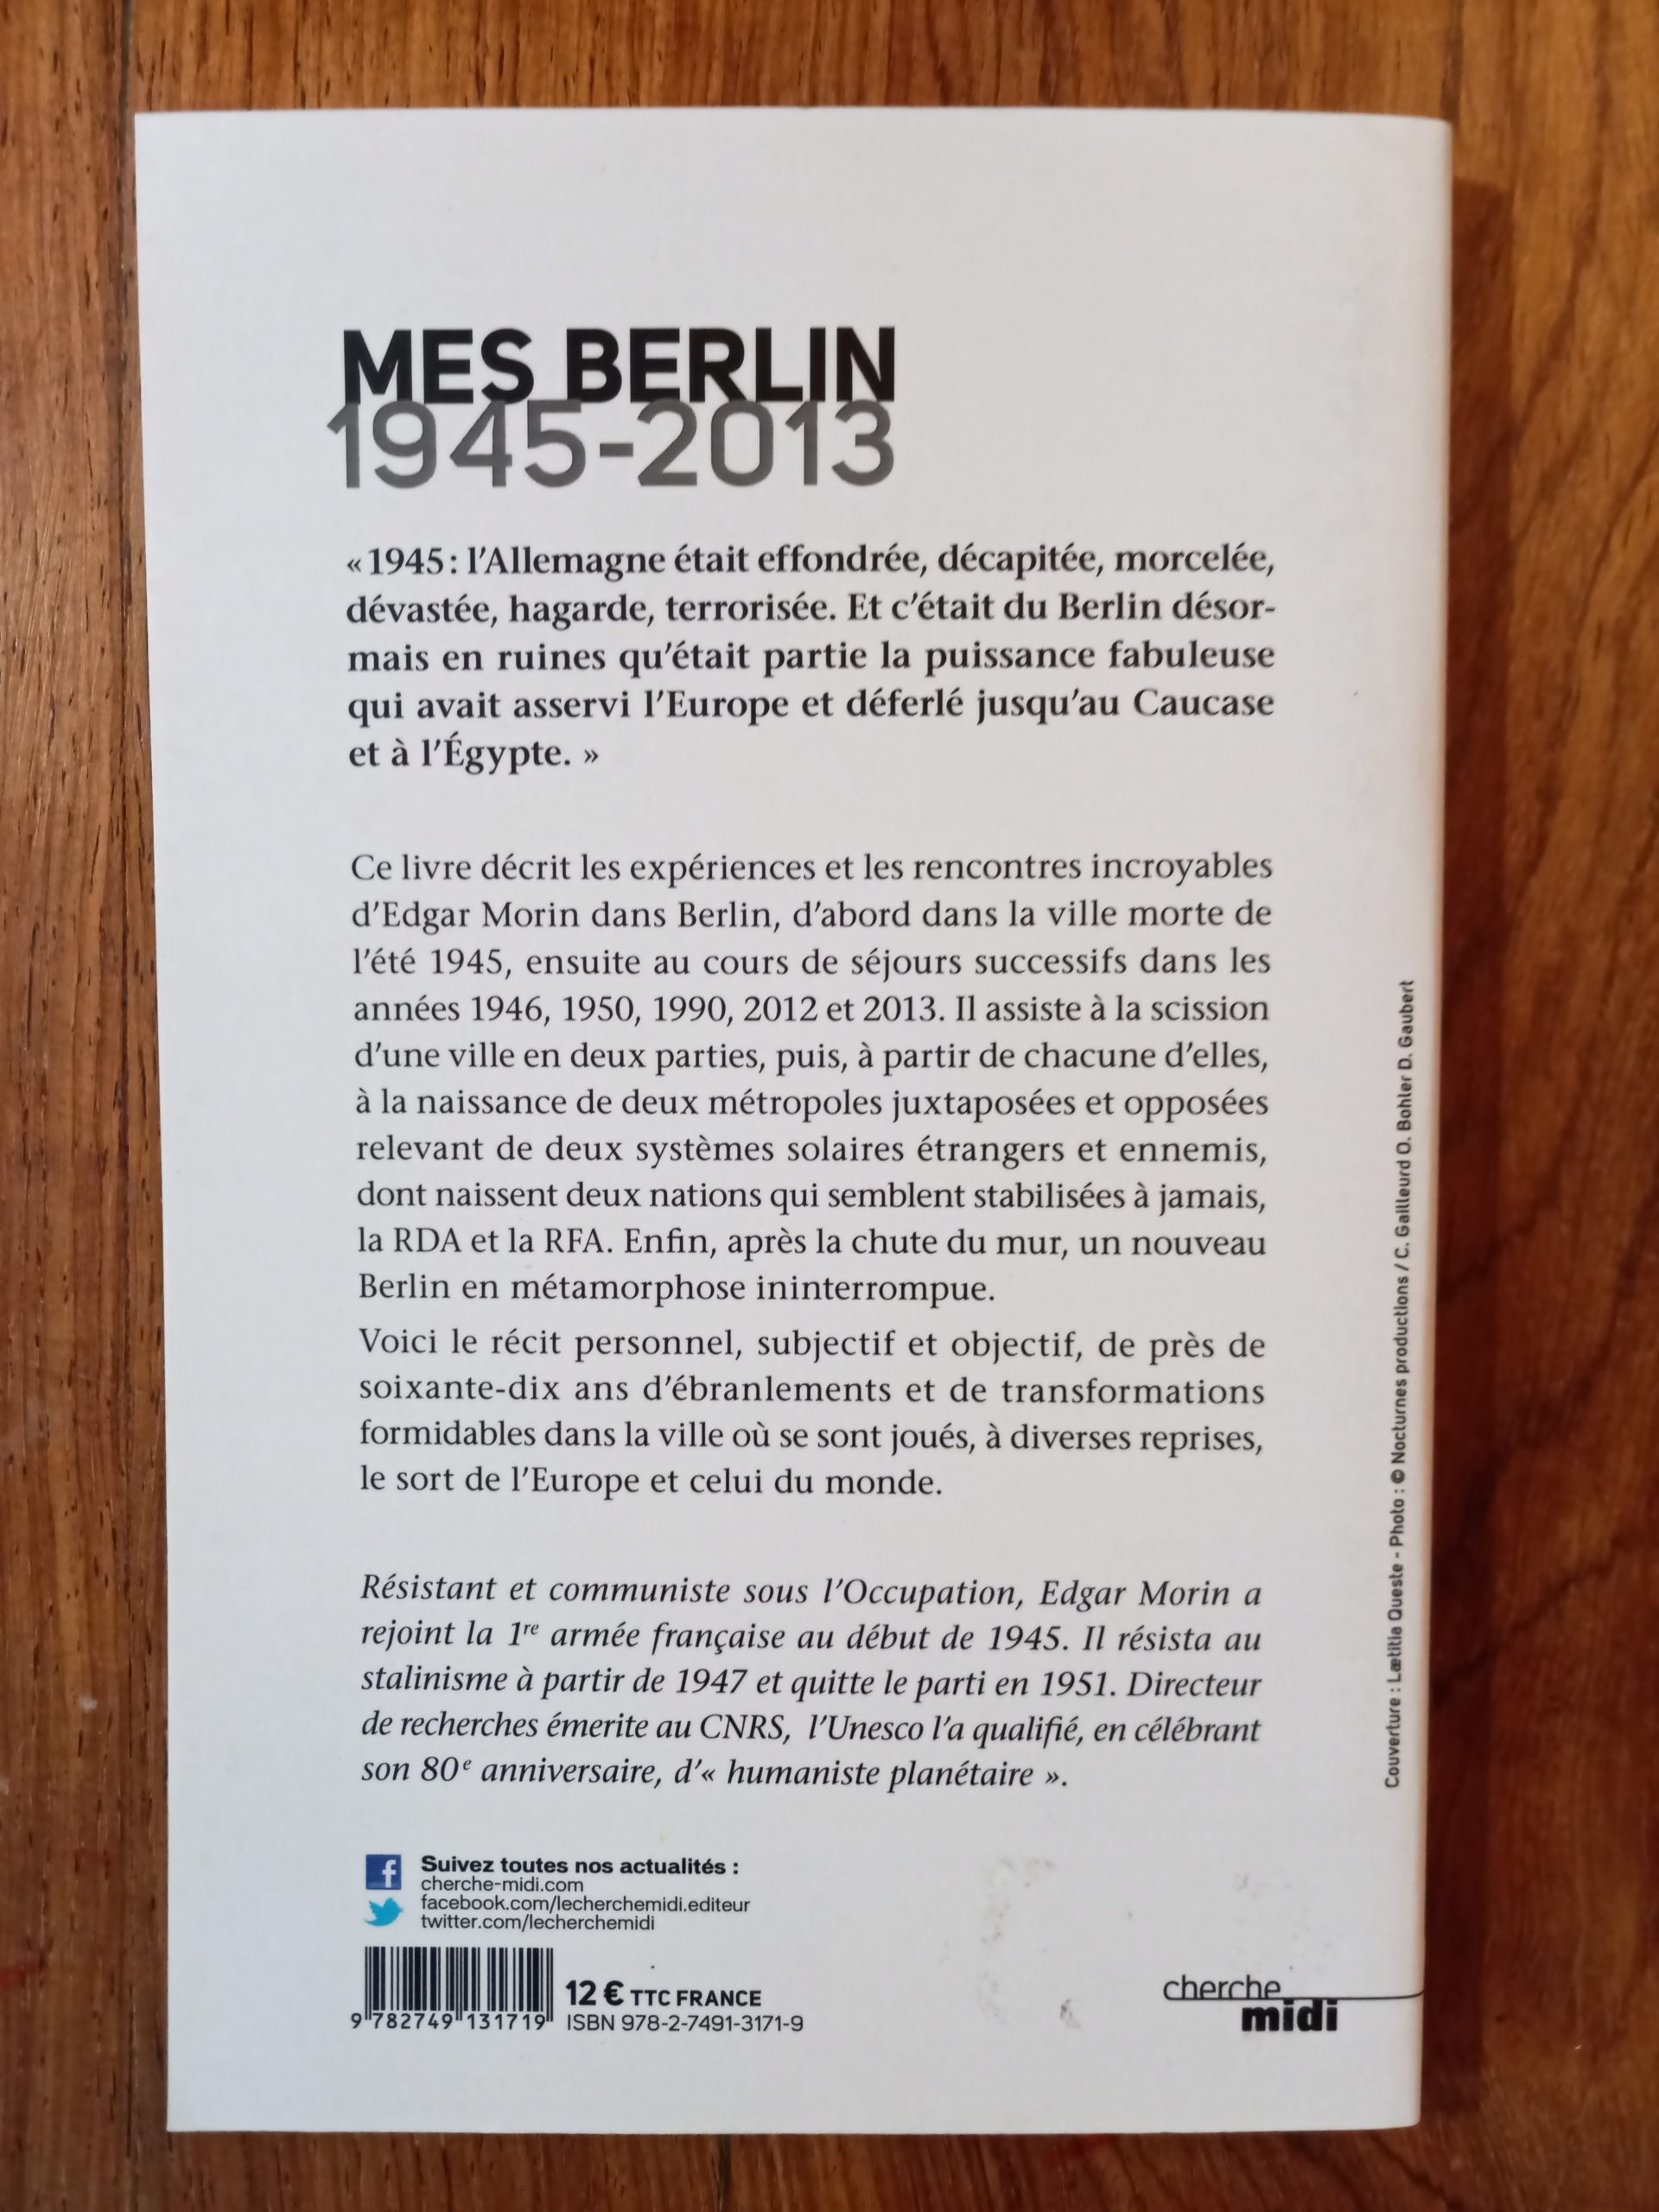 MES BERLIN
1945-2013
« 1945 : l'Allemagne était effondrée, décapitée, morcelée,
dévastée, hagarde, terrorisée. Et c'était du Berlin désor-
mais en ruines qu'était partie la puissance fabuleuse
qui avait asservi l'Europe et déferlé jusqu'au Caucase
et à l'Égypte. »
Ce livre décrit les expériences et les rencontres incroyables
d'Edgar Morin dans Berlin, d'abord dans la ville morte de
l'été 1945, ensuite au cours de séjours successifs dans les
années 1946, 1950, 1990, 2012 et 2013. Il assiste à la scission
d'une ville en deux parties, puis, à partir de chacune d'elles,
à la naissance de deux métropoles juxtaposées et opposées
relevant de deux systèmes solaires étrangers et ennemis,
dont naissent deux nations qui semblent stabilisées à jamais,
la RDA et la RFA. Enfin, après la chute du mur, un nouveau
Berlin en métamorphose ininterrompue.
Voici le récit personnel, subjectif et objectif, de près de
soixante-dix ans d'ébranlements et de transformations
formidables dans la ville où se sont joués, à diverses reprises,
le sort de l'Europe et celui du monde.
Résistant et communiste sous l'Occupation, Edgar Morin a
rejoint la 1re armée française au début de 1945. Il résista au
stalinisme à partir de 1947 et quitte le parti en 1951. Directeur
de recherches émerite au CNRS, l'Unesco l'a qualifié, en célébrant
son 80e anniversaire, d'« humaniste planétaire ».
Suivez toutes nos actualités :
cherche-midi.com
facebook.com/lecherchemidi.editeur
twitter.com/lecherchemidi
12 € TTC FRANCE
9 782749 131719
ISBN 978-2-7491-3171-9
cherche
midi
Couverture : Lætitia Queste - Photo : © Nocturnes productions / C. Gailleurd O. Bohler D. Gaubert